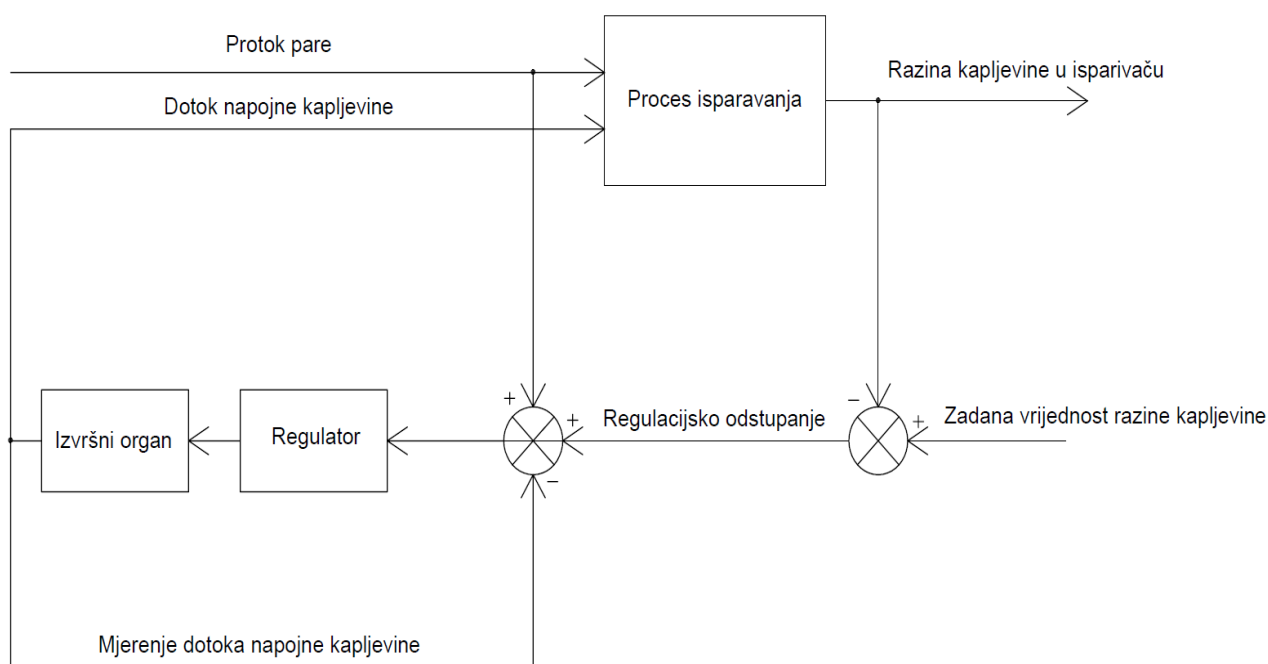 Protok pare
Dotok napojne kapljevine
Proces isparavanja
Razina kapljevine u isparivaču
Izvršni organ
Regulator
+
+
−
Regulacijsko odstupanje
−
+
Zadana vrijednost razine kapljevine
Mjerenje dotoka napojne kapljevine